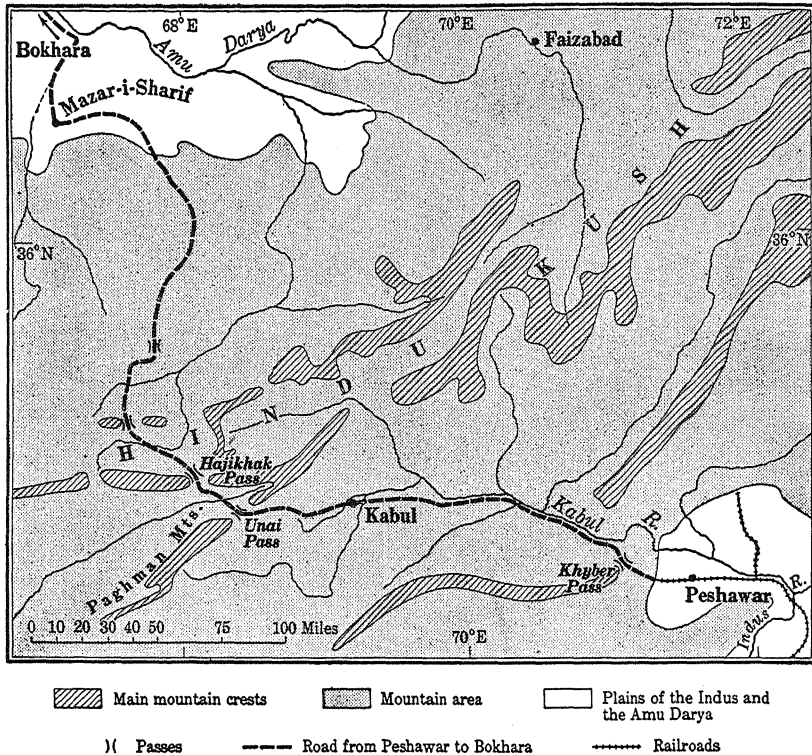 68°E
70°E
72°E
Bokhara
Amu Darya
Faizabad
Mazar-i-Sharif
36°N
36°N
HINDU KUSH
Hajikhak
Pass
Unai
Pass
Kabul
Kabul R.
Paghman Mts.
Khyber
Pass
Peshawar
Indus R.
0 10 20 30 40 50 75 100 Miles
70°E
Main mountain crests
Mountain area
Plains of the Indus and
the Amu Darya
Passes
Road from Peshawar to Bokhara
Railroads